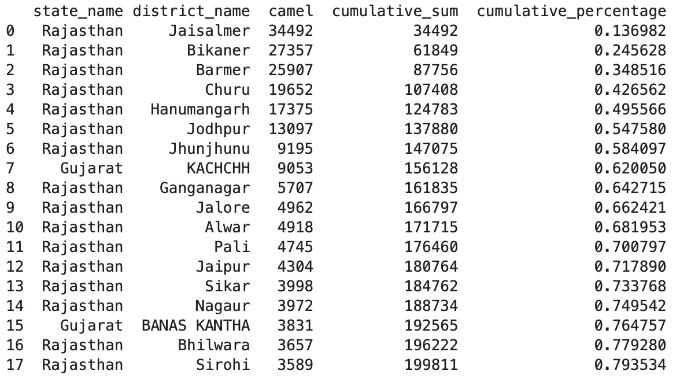 state_name district_name camel cumulative_sum cumulative_percentage
0 Rajasthan Jaisalmer 34492 34492 0.136982
1 Rajasthan Bikaner 27357 61849 0.245628
2 Rajasthan Barmer 25907 87756 0.348516
3 Rajasthan Churu 19652 107408 0.426562
4 Rajasthan Hanumangarh 17375 124783 0.495566
5 Rajasthan Jodhpur 13097 137880 0.547580
6 Rajasthan Jhunjhunu 9195 147075 0.584097
7 Gujarat KACHCHH 9053 156128 0.620050
8 Rajasthan Ganganagar 5707 161835 0.642715
9 Rajasthan Jalore 4962 166797 0.662421
10 Rajasthan Alwar 4918 171715 0.681953
11 Rajasthan Pali 4745 176460 0.700797
12 Rajasthan Jaipur 4304 180764 0.717890
13 Rajasthan Sikar 3998 184762 0.733768
14 Rajasthan Nagaur 3972 188734 0.749542
15 Gujarat BANAS KANTHA 3831 192565 0.764757
16 Rajasthan Bhilwara 3657 196222 0.779280
17 Rajasthan Sirohi 3589 199811 0.793534